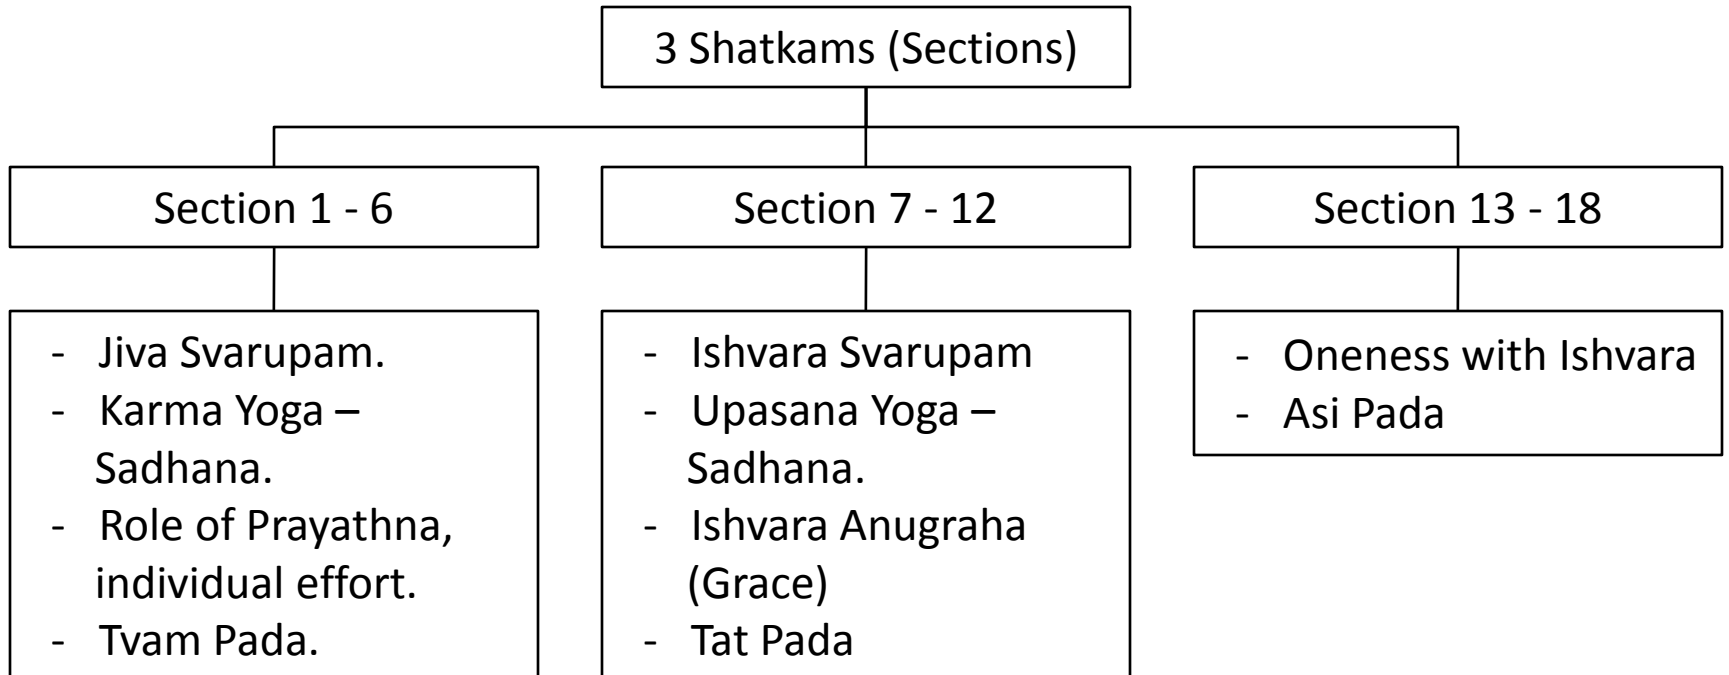 3 Shatkams (Sections)
Section 1 - 6
Section 7 - 12
Section 13 - 18
- Jiva Svarupam.
- Karma Yoga –
Sadhana.
- Role of Prayathna,
individual effort.
- Tvam Pada.
- Ishvara Svarupam
- Upasana Yoga –
Sadhana.
- Ishvara Anugraha
(Grace)
- Tat Pada
- Oneness with Ishvara
- Asi Pada